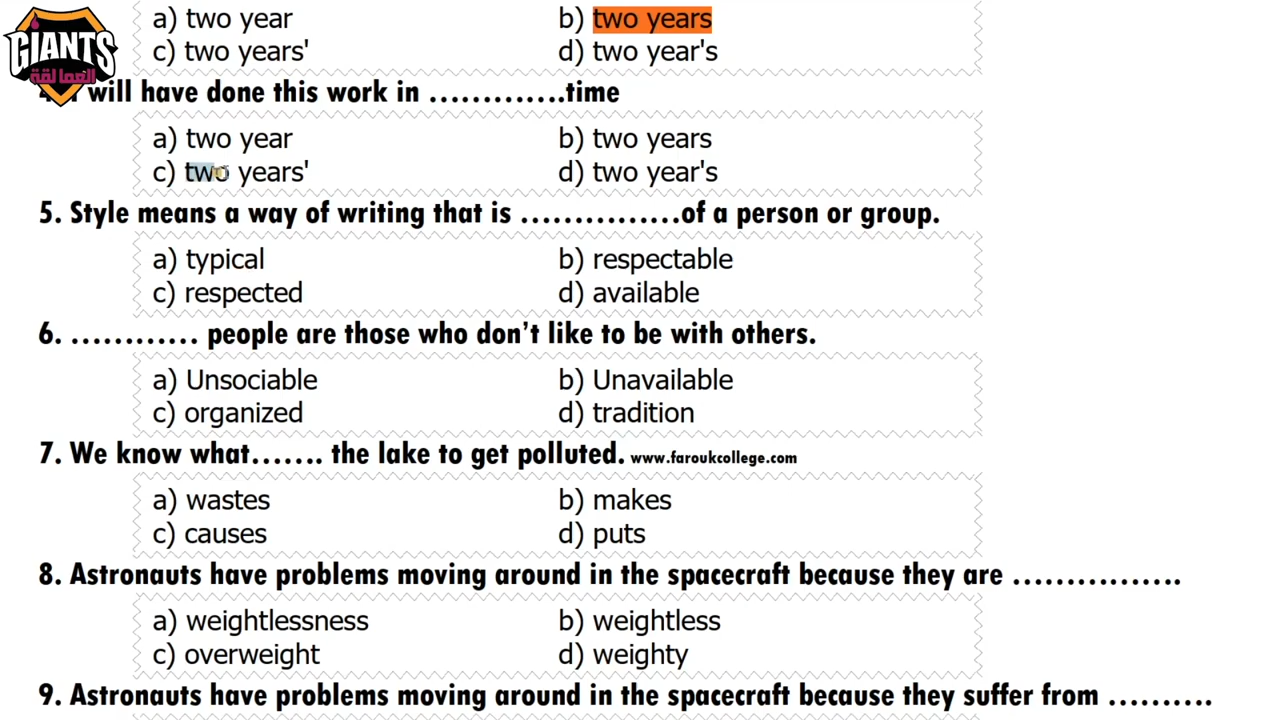 GIANTS
العمالقة
a) two year b) two years
c) two years' d) two year's
will have done this work in ………….time
a) two year b) two years
c) two years' d) two year's
5. Style means a way of writing that is ……………of a person or group.
a) typical b) respectable
c) respected d) available
6. ………… people are those who don’t like to be with others.
a) Unsociable b) Unavailable
c) organized d) tradition
7. We know what……. the lake to get polluted. www.faroukcollege.com
a) wastes b) makes
c) causes d) puts
8. Astronauts have problems moving around in the spacecraft because they are …………….
a) weightlessness b) weightless
c) overweight d) weighty
9. Astronauts have problems moving around in the spacecraft because they suffer from ……….